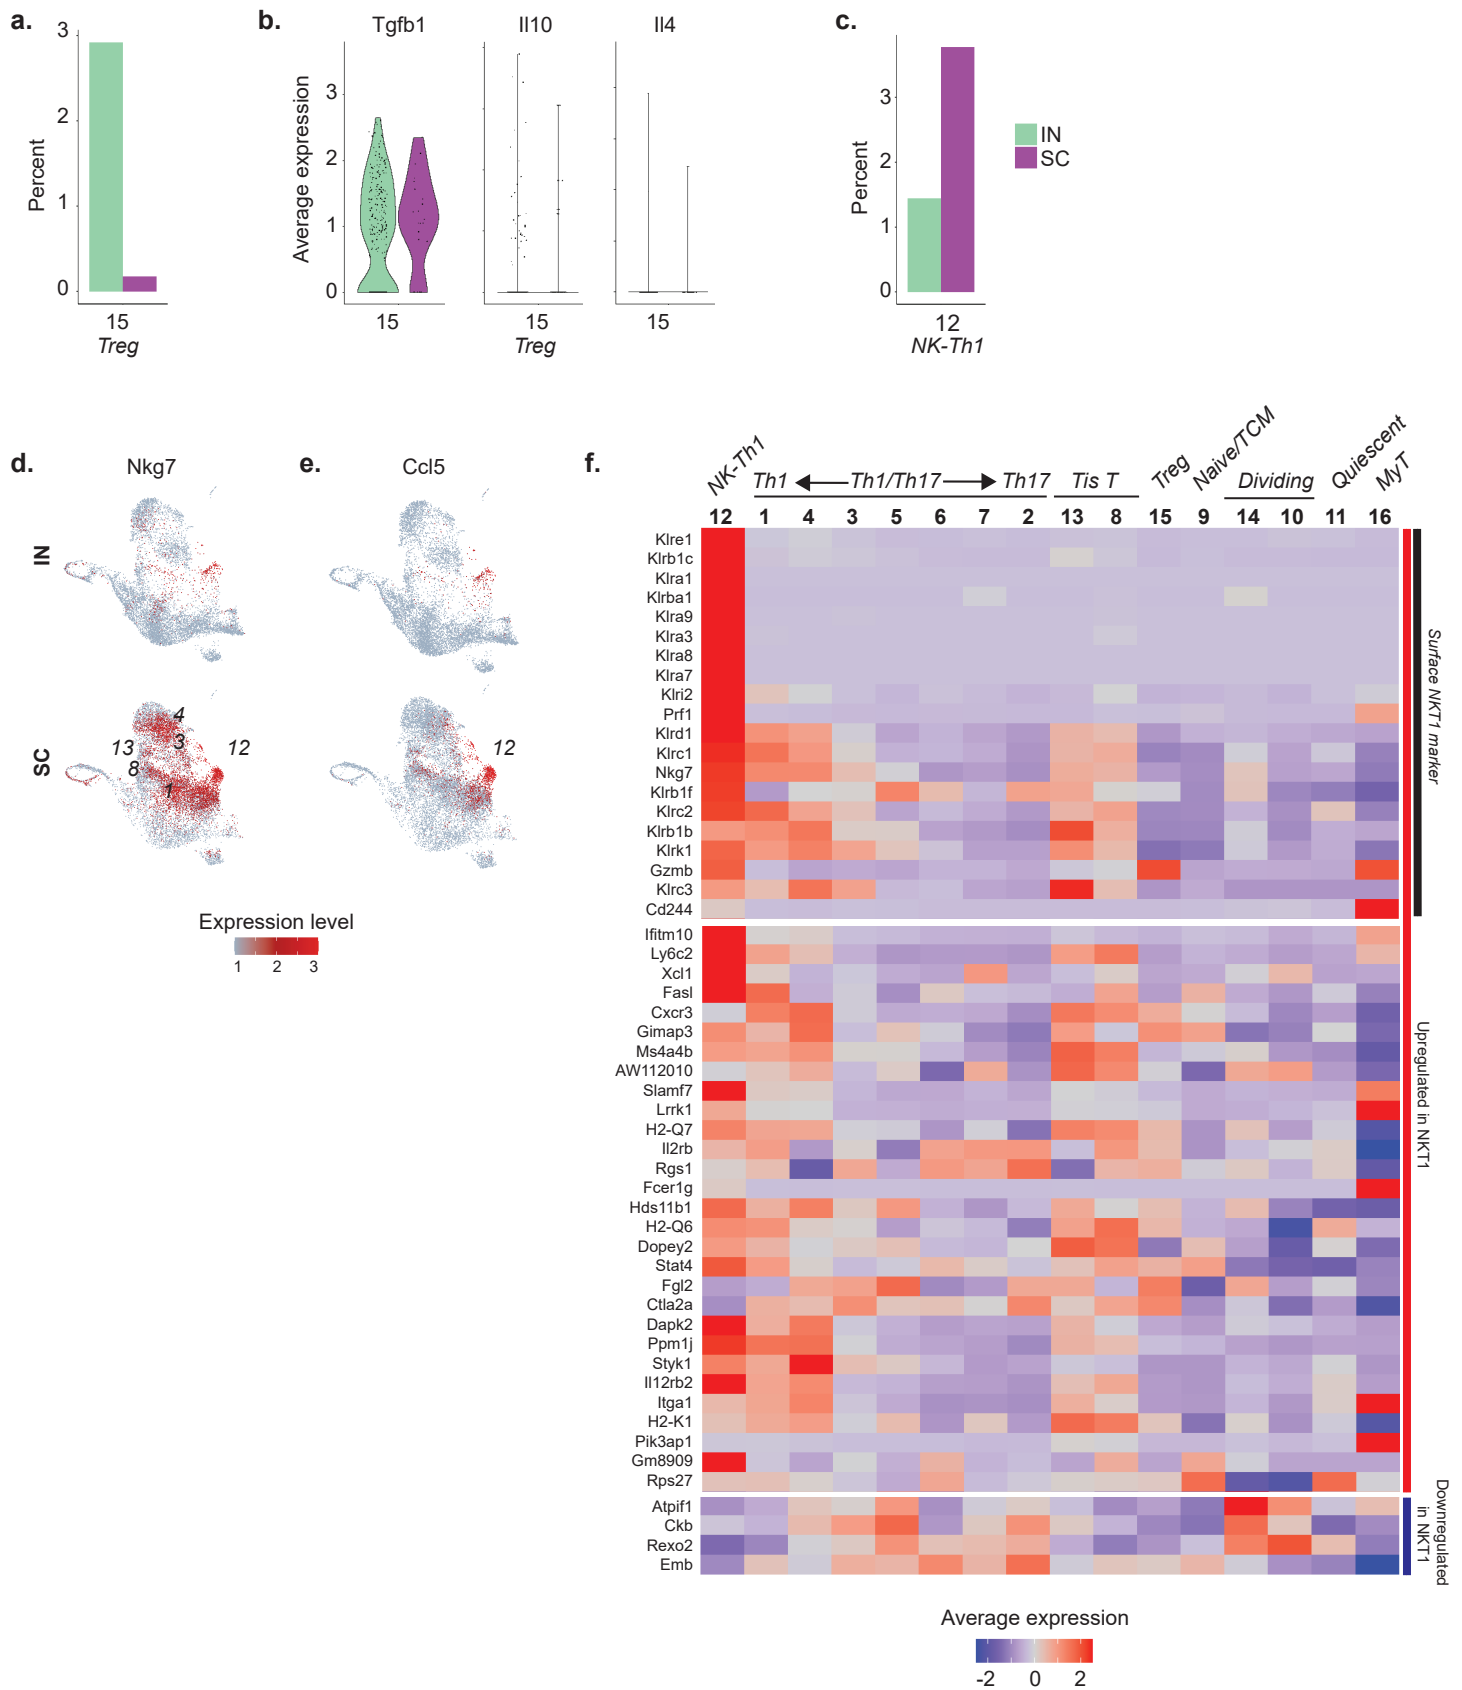 a.
3
2
1
0
Percent
15
Treg
b.
Tgfb1
Il10
Il4
Average expression
3
2
1
0
15
15
15
Treg
c.
3
2
1
0
Percent
12
NK-Th1
IN
SC
d.
Nkg7
e.
Ccl5
IN
SC
4
3
13
8
1
12
12
Expression level
1 2 3
f.
NK-Th1
Th1
Th1/Th17
Th17
Tis T
Treg
Naive/TCM
Dividing
Quiescent
MyT
12 1 4 3 5 6 7 2 13 8 15 9 14 10 11 16
Klre1
Klrb1c
Klra1
Klrba1
Klra9
Klra3
Klra8
Klra7
Klri2
Prf1
Klrd1
Klrc1
Nkg7
Klrb1f
Klrc2
Klrb1b
Klrk1
Gzmb
Klrc3
Cd244
Surface NKT1 marker
Ifitm10
Ly6c2
Xcl1
Fasl
Cxcr3
Gimap3
Ms4a4b
AW112010
Slamf7
Lrrk1
H2-Q7
Il2rb
Rgs1
Fcer1g
Hds11b1
H2-Q6
Dopey2
Stat4
Fgl2
Ctla2a
Dapk2
Ppm1j
Styk1
Il12rb2
Itga1
H2-K1
Pik3ap1
Gm8909
Rps27
Upregulated in NKT1
Atpif1
Ckb
Rexo2
Emb
Downregulated
in NKT1
Average expression
-2 0 2